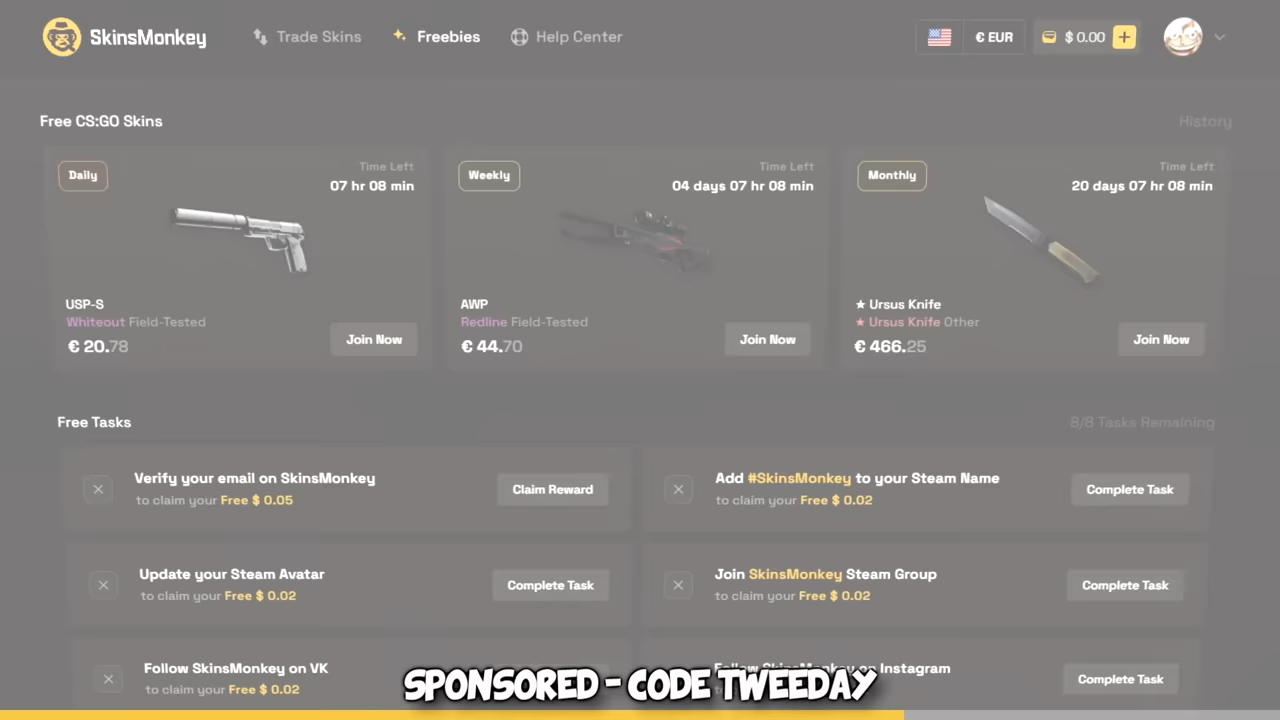 SkinsMonkey Trade Skins Freebies Help Center € EUR $ 0.00 +
Free CS:GO Skins History
Daily Time Left
07 hr 08 min
USP-S
Whiteout Field-Tested
€ 20.78 Join Now
Weekly Time Left
04 days 07 hr 08 min
AWP
Redline Field-Tested
€ 44.70 Join Now
Monthly Time Left
20 days 07 hr 08 min
★ Ursus Knife
★ Ursus Knife Other
€ 466.25 Join Now
Free Tasks 8/8 Tasks Remaining
Verify your email on SkinsMonkey
to claim your Free $ 0.05
Claim Reward
Add #SkinsMonkey to your Steam Name
to claim your Free $ 0.02
Complete Task
Update your Steam Avatar
to claim your Free $ 0.02
Complete Task
Join SkinsMonkey Steam Group
to claim your Free $ 0.02
Complete Task
Follow SkinsMonkey on VK
to claim your Free $ 0.02
Follow SkinsMonkey on Instagram
Complete Task
SPONSORED - CODE TWEEDAY